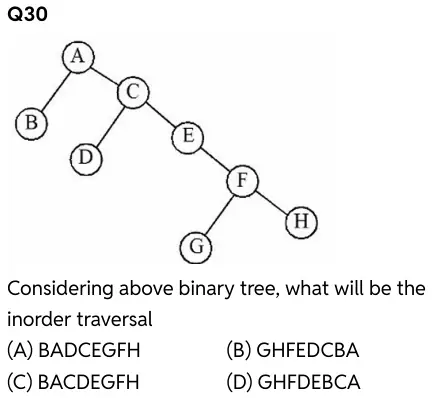 Q30
A
C
B
E
D
F
H
G
Considering above binary tree, what will be the
inorder traversal
(A) BADCEGFH (B) GHFEDCBA
(C) BACDEGFH (D) GHFDEBCA